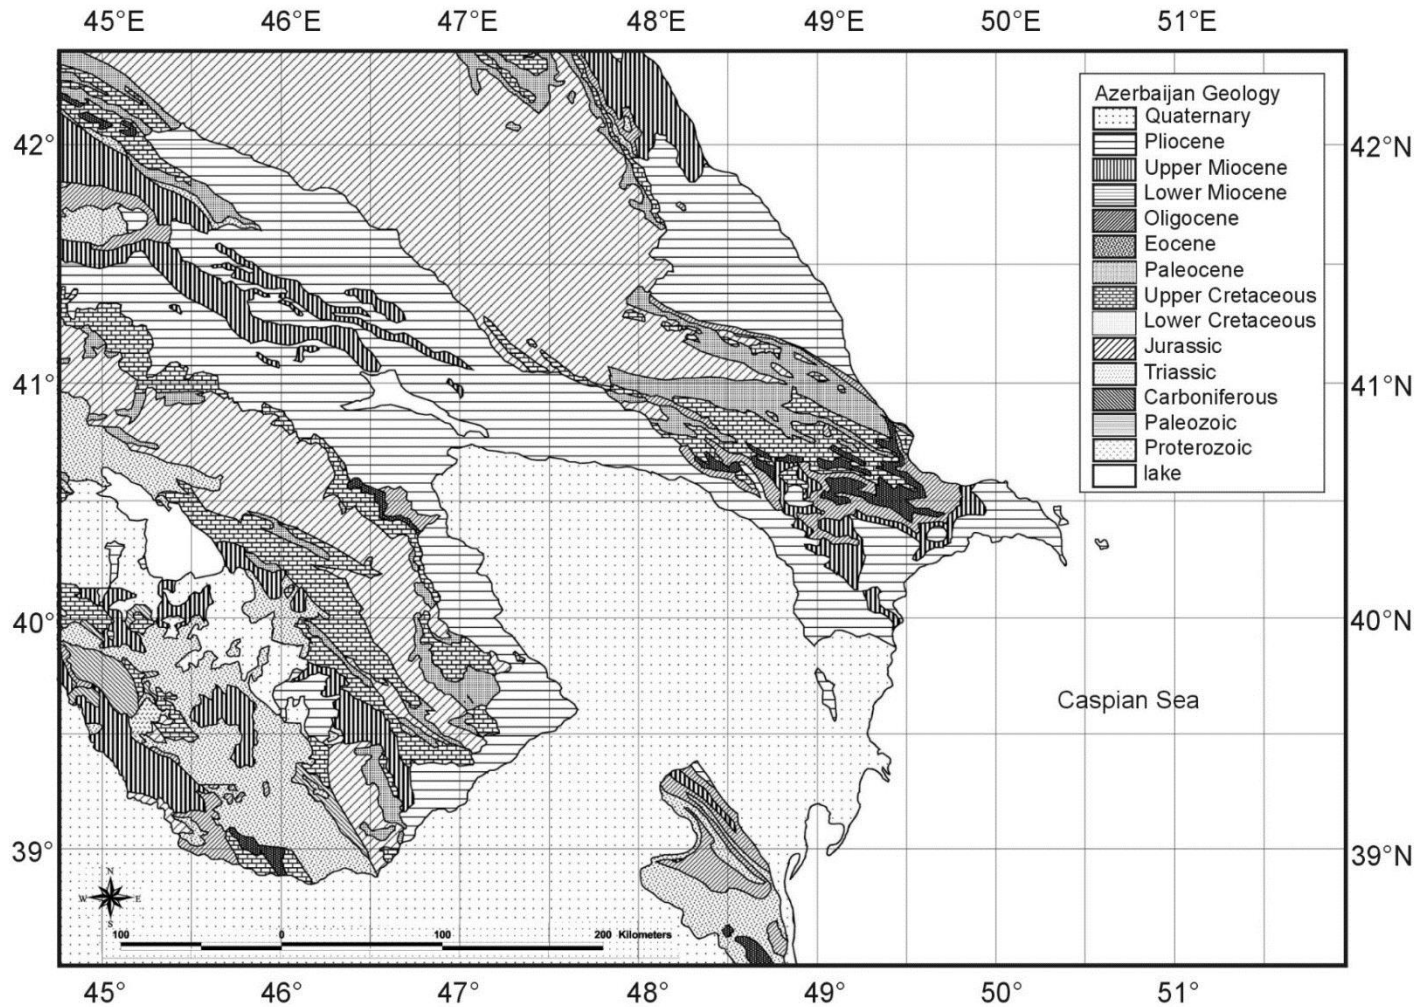 45°E 46°E 47°E 48°E 49°E 50°E 51°E
Azerbaijan Geology
Quaternary
Pliocene
Upper Miocene
Lower Miocene
Oligocene
Eocene
Paleocene
Upper Cretaceous
Lower Cretaceous
Jurassic
Triassic
Carboniferous
Paleozoic
Proterozoic
lake
42° 42°N
41° 41°N
40° 40°N
Caspian Sea
39° 39°N
N
W E
S
100 0 100 200 Kilometers
45° 46° 47° 48° 49° 50° 51°